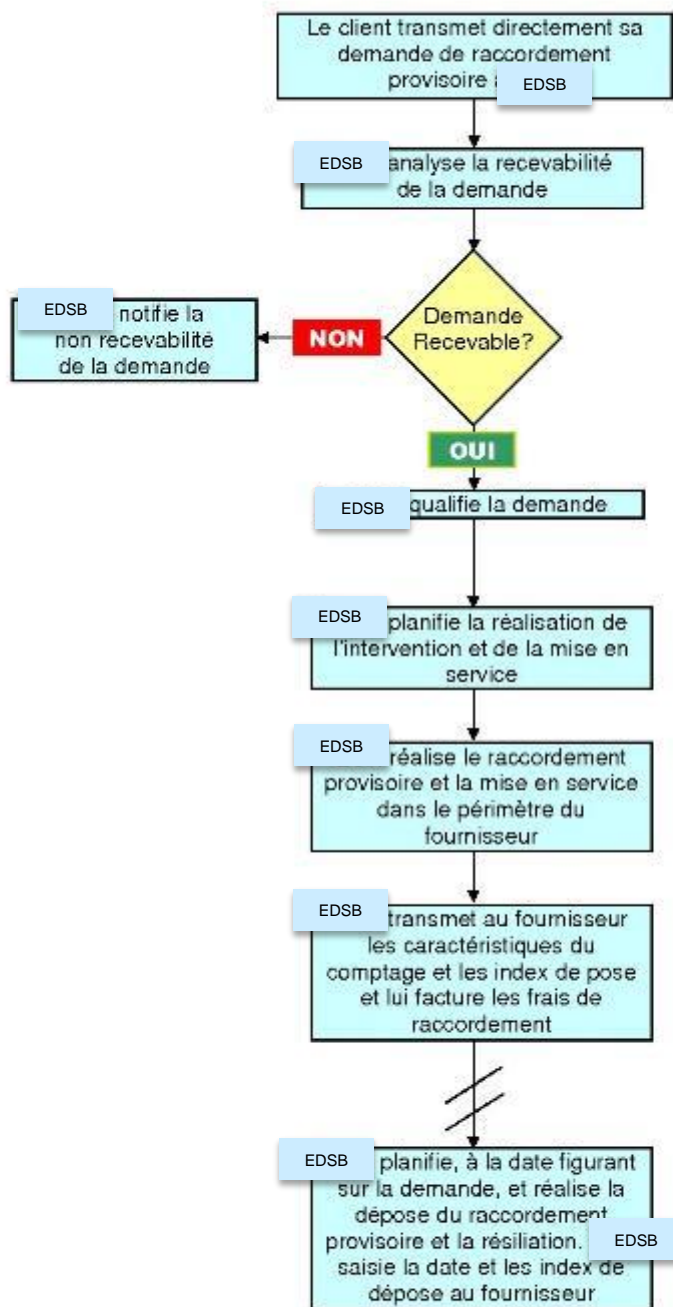 Le client transmet directement sa
demande de raccordement
provisoire à EDSB
EDSB analyse la recevabilité
de la demande
Demande
Recevable?
NON
EDSB notifie la
non recevabilité
de la demande
OUI
EDSB qualifie la demande
EDSB planifie la réalisation de
l'intervention et de la mise en
service
EDSB réalise le raccordement
provisoire et la mise en service
dans le périmètre du
fournisseur
EDSB transmet au fournisseur
les caractéristiques du
comptage et les index de pose
et lui facture les frais de
raccordement
EDSB planifie, à la date figurant
sur la demande, et réalise la
dépose du raccordement
provisoire et la résiliation. EDSB
saisie la date et les index de
dépose au fournisseur